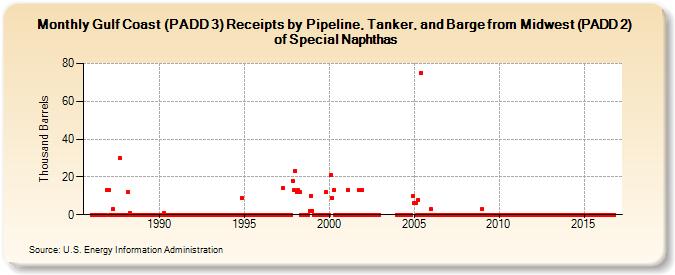 Monthly Gulf Coast (PADD 3) Receipts by Pipeline, Tanker, and Barge from Midwest (PADD 2)
of Special Naphthas
Thousand Barrels
80
60
40
20
0
1990 1995 2000 2005 2010 2015
Source: U.S. Energy Information Administration